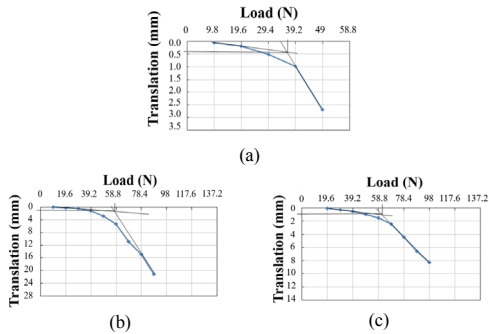 Load (N)
0 9.8 19.6 29.4 39.2 49 58.8
Translation (mm)
0.0
0.5
1.0
1.5
2.0
2.5
3.0
3.5
(a)
Load (N)
0 19.6 39.2 58.8 78.4 98 117.6 137.2
Translation (mm)
0
4
8
12
16
20
24
28
(b)
Load (N)
0 19.6 39.2 58.8 78.4 98 117.6 137.2
Translation (mm)
0
2
4
6
8
10
12
14
(c)